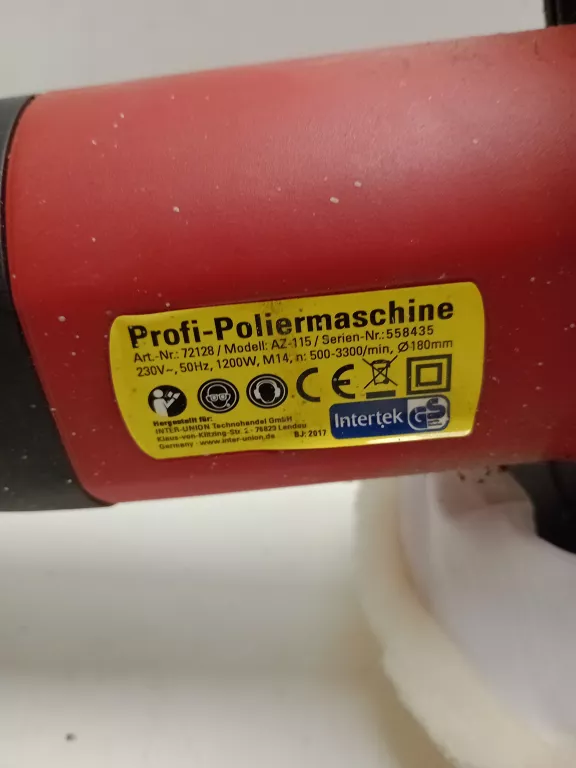 Profi-Poliermaschine
Art.-Nr.: 72128 / Modell: AZ-115 / Serien-Nr.: 558435
230V~, 50Hz, 1200W, M14, n: 500-3300/min, Ø180mm
CE
Hergestellt für:
INTER-UNION Technohandel GmbH
Klaus-von-Klitzing-Str. 2 · 76829 Landau
Germany · www.inter-union.de BJ: 2017
Intertek GS